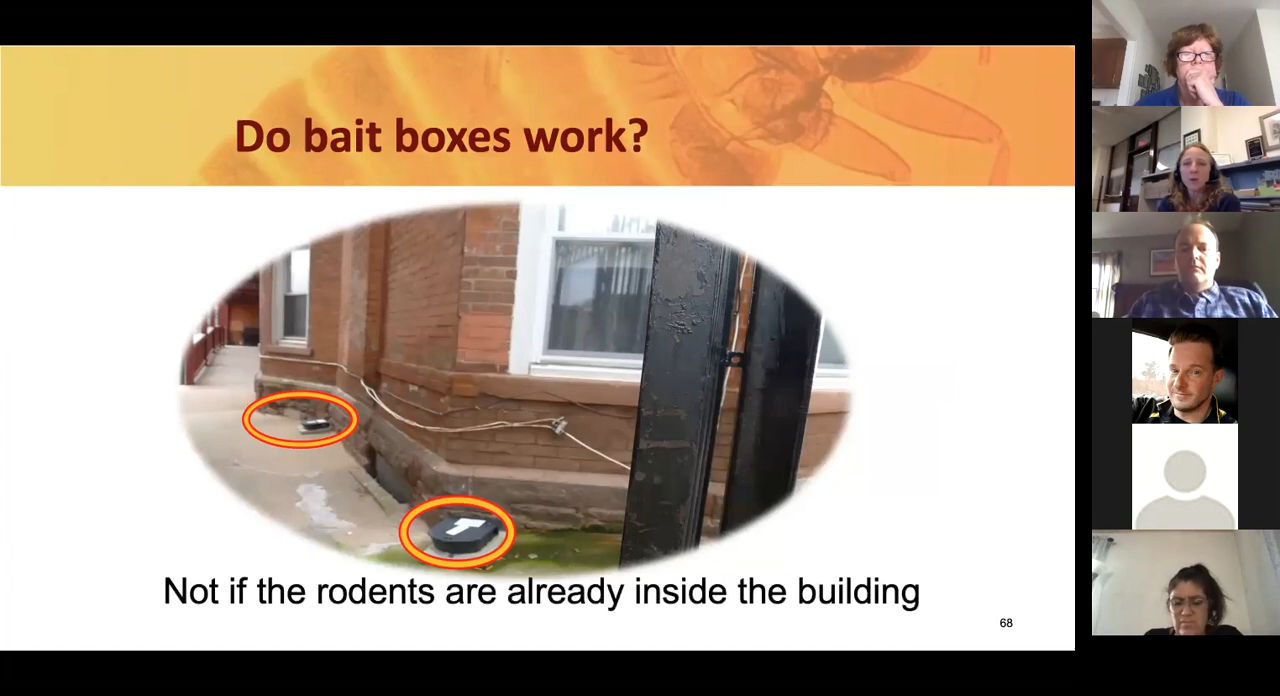 Do bait boxes work?
Not if the rodents are already inside the building
68